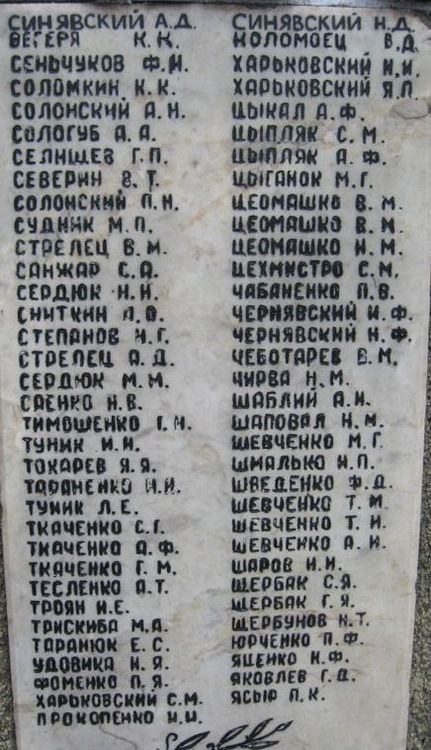 СИНЯВСКИЙ А.Д.
ВЕГЕРЯ К.К.
СЕНЬЧУКОВ Ф.И.
СОЛОМКИН К.К.
СОЛОНСКИЙ А.Н.
СОЛОГУБ А.А.
СЕЛИЩЕВ Г.П.
СЕВЕРИН В.Т.
СОЛОНСКИЙ П.Н.
СУДНИК М.П.
СТРЕЛЕЦ В.М.
САНЖАР С.А.
СЕРДЮК Н.Н.
СНИТКИН
СТЕПАНОВ И.Г.
СТРЕЛЕЦ А.Д.
СЕРДЮК М.М.
САЕНКО Н.В.
ТИМОШЕНКО Г.И.
ТУНИК И.И.
ТОКАРЕВ Я.Я.
ТАРАНЕНКО И.И.
ТУНИК Л.Е.
ТКАЧЕНКО С.Г.
ТКАЧЕНКО А.Ф.
ТКАЧЕНКО Г.М.
ТЕСЛЕНКО А.Т.
ТРОЯН И.Е.
ТРИСКИБА М.А.
ТАРАНЮК Е.С.
УДОВИКА И.Я.
ФОМЕНКО П.Я.
ХАРЬКОВСКИЙ С.М.
ПРОКОПЕНКО И.И.
СИНЯВСКИЙ Н.Д.
КОЛОМОЕЦ В.Д.
ХАРЬКОВСКИЙ И.И.
ХАРЬКОВСКИЙ Я.П.
ЦЫКАЛ А.Ф.
ЦЫПЛЯК С.М.
ЦЫПЛЯК А.Ф.
ЦЫГАНОК М.Г.
ЦЕОМАШКО В.М.
ЦЕОМАШКО В.М.
ЦЕОМАШКО И.М.
ЦЕХМИСТРО С.М.
ЧАБАНЕНКО П.В.
ЧЕРНЯВСКИЙ И.Ф.
ЧЕРНЯВСКИЙ Н.Ф.
ЧЕБОТАРЕВ В.М.
ЧИРВА Н.М.
ШАБЛИЙ А.И.
ШАПОВАЛ Н.М.
ШЕВЧЕНКО М.Г.
ШМАЛЬКО И.П.
ШВЕДЕНКО Ф.Д.
ШЕВЧЕНКО Т.М.
ШЕВЧЕНКО Т.И.
ШЕВЧЕНКО А.И.
ШАРОВ И.И.
ЩЕРБАК С.Я.
ЩЕРБАК Г.Я.
ЩЕРБУНОВ Н.Т.
ЮРЧЕНКО П.Ф.
ЯЦЕНКО Н.Ф.
ЯКОВЛЕВ Г.Д.
ЯСЫР П.К.